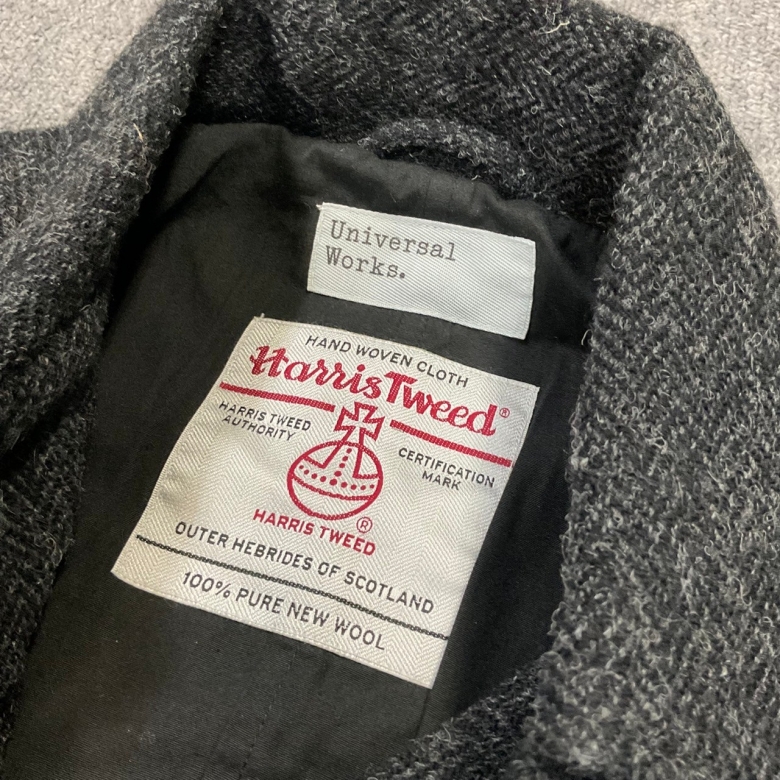 Universal
Works.
HAND WOVEN CLOTH
Harris Tweed®
HARRIS TWEED
AUTHORITY
CERTIFICATION
MARK
HARRIS TWEED ®
OUTER HEBRIDES OF SCOTLAND
100% PURE NEW WOOL